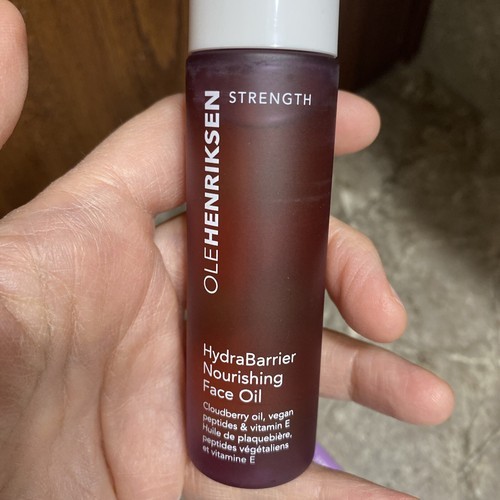 STRENGTH
OLEHENRIKSEN
HydraBarrier
Nourishing
Face Oil
Cloudberry oil, vegan
peptides & vitamin E
Huile de plaquebière,
peptides végétaliens
et vitamine E